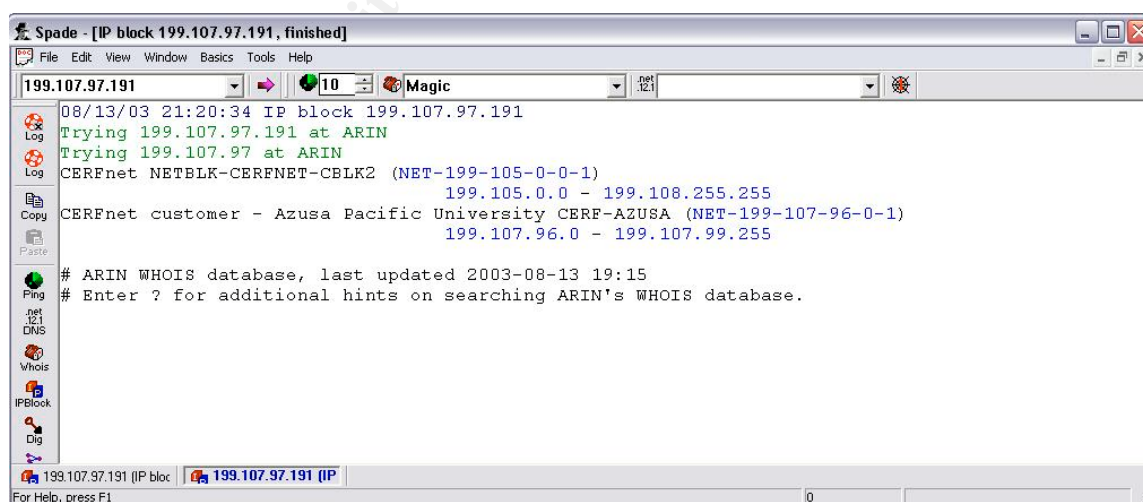 Spade - [IP block 199.107.97.191, finished]
File Edit View Window Basics Tools Help
199.107.97.191 10 Magic .net .12.1
08/13/03 21:20:34 IP block 199.107.97.191
Trying 199.107.97.191 at ARIN
Trying 199.107.97 at ARIN
CERFnet NETBLK-CERFNET-CBLK2 (NET-199-105-0-0-1)
199.105.0.0 - 199.108.255.255
CERFnet customer - Azusa Pacific University CERF-AZUSA (NET-199-107-96-0-1)
199.107.96.0 - 199.107.99.255
# ARIN WHOIS database, last updated 2003-08-13 19:15
# Enter ? for additional hints on searching ARIN's WHOIS database.
Log
Log
Copy
Paste
Ping
.net
.12.1
DNS
Whois
IPBlock
Dig
199.107.97.191 (IP bloc 199.107.97.191 (IP
For Help, press F1 0